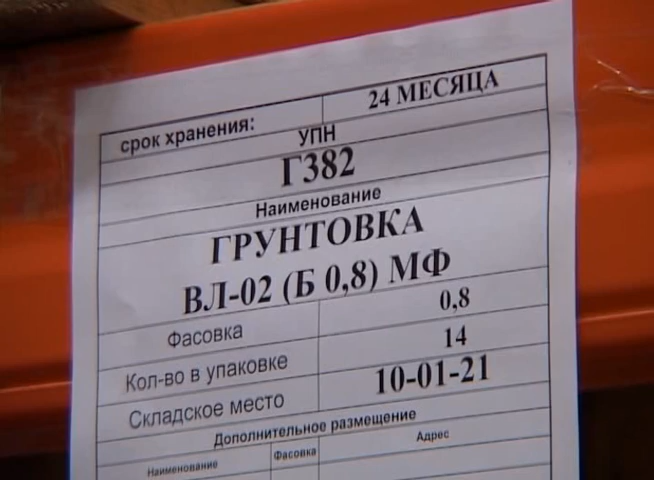 срок хранения: 24 МЕСЯЦА
УПН
Г382
Наименование
ГРУНТОВКА
ВЛ-02 (Б 0,8) МФ
Фасовка 0,8
Кол-во в упаковке 14
Складское место 10-01-21
Дополнительное размещение
Наименование Фасовка Адрес